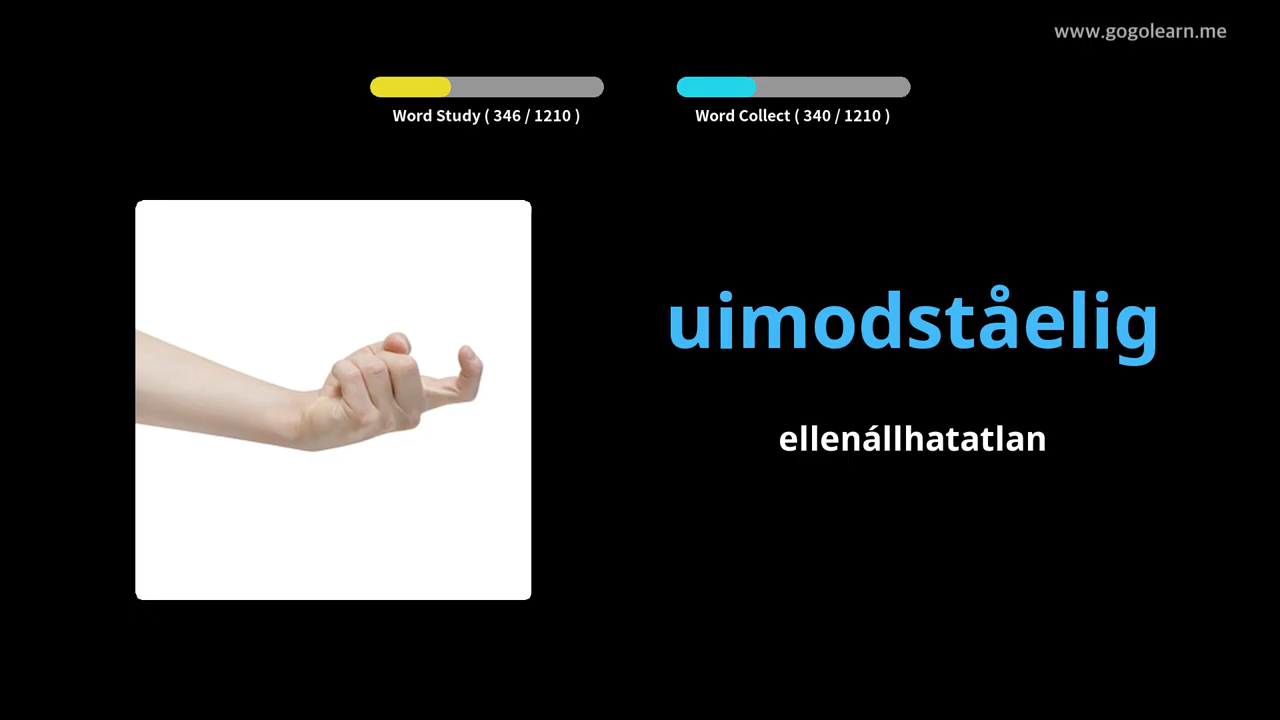 www.gogolearn.me
Word Study ( 346 / 1210 )
Word Collect ( 340 / 1210 )
uimodståelig
ellenállhatatlan